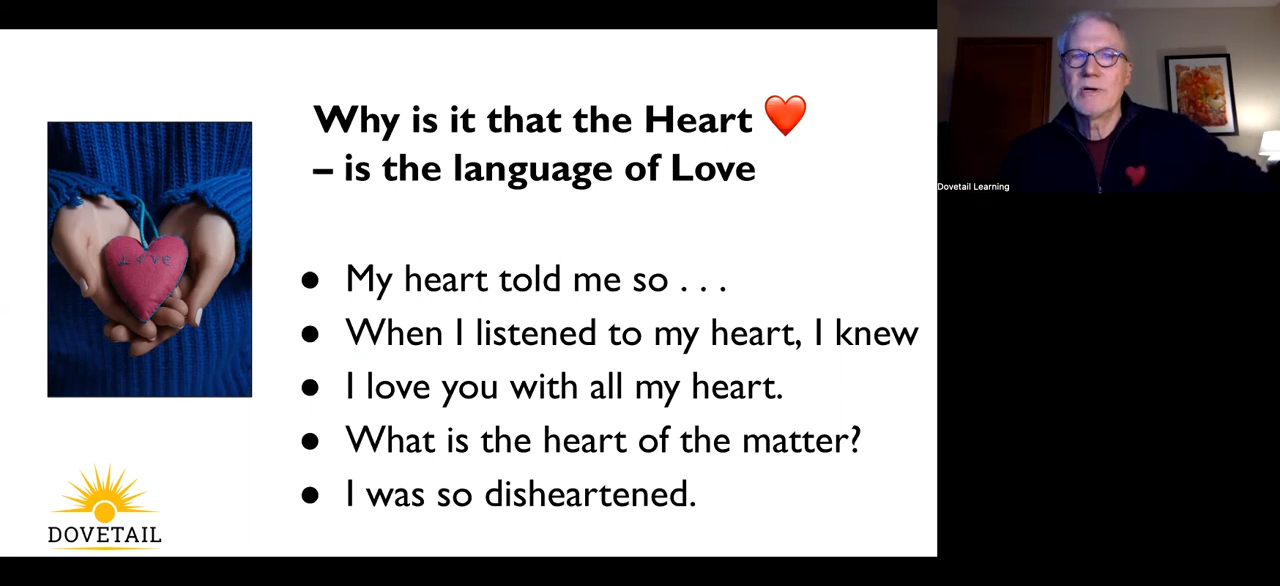 Why is it that the Heart ❤️
– is the language of Love
LOVE
● My heart told me so . . .
● When I listened to my heart, I knew
● I love you with all my heart.
● What is the heart of the matter?
● I was so disheartened.
DOVETAIL
Dovetail Learning